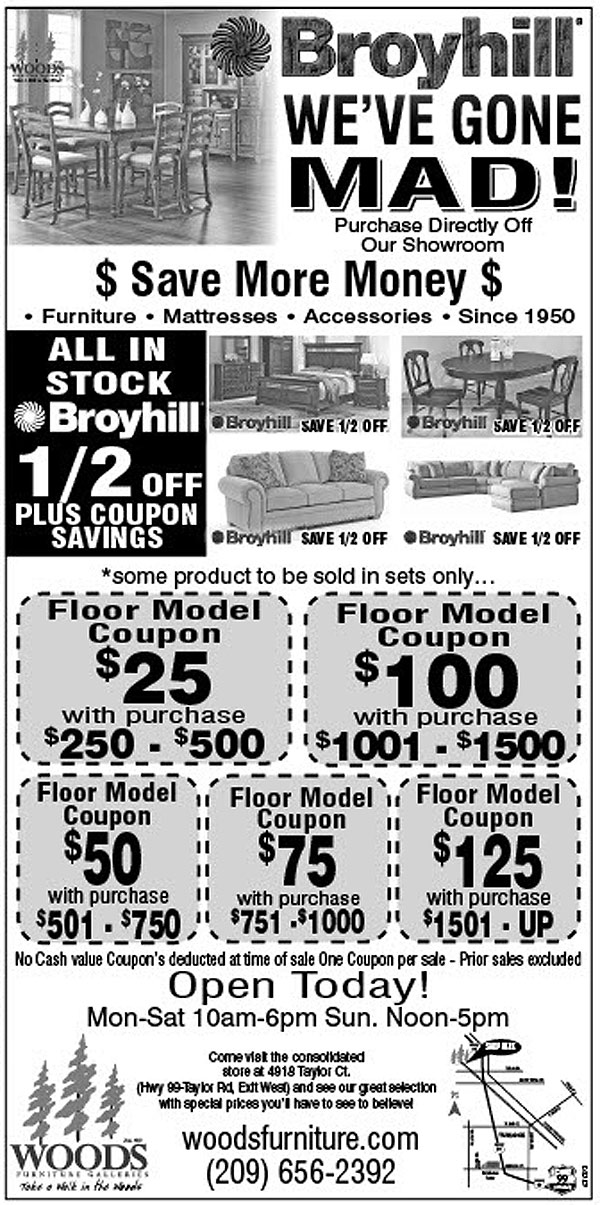 WOODS
Broyhill®
WE'VE GONE
MAD!
Purchase Directly Off
Our Showroom
$ Save More Money $
• Furniture • Mattresses • Accessories • Since 1950
ALL IN
STOCK
Broyhill
1/2 OFF
PLUS COUPON
SAVINGS
Broyhill SAVE 1/2 OFF
Broyhill SAVE 1/2 OFF
Broyhill SAVE 1/2 OFF
Broyhill SAVE 1/2 OFF
*some product to be sold in sets only...
Floor Model
Coupon
$25
with purchase
$250 - $500
Floor Model
Coupon
$100
with purchase
$1001 - $1500
Floor Model
Coupon
$50
with purchase
$501 - $750
Floor Model
Coupon
$75
with purchase
$751 - $1000
Floor Model
Coupon
$125
with purchase
$1501 - UP
No Cash value Coupon's deducted at time of sale One Coupon per sale - Prior sales excluded
Open Today!
Mon-Sat 10am-6pm Sun. Noon-5pm
Come visit the consolidated
store at 4918 Taylor Ct.
(Hwy 99-Taylor Rd, Exit West) and see our great selection
with special prices you'll have to see to believe!
woodsfurniture.com
(209) 656-2392
WOODS
FURNITURE GALLERIES
Take a Walk in the Woods
99